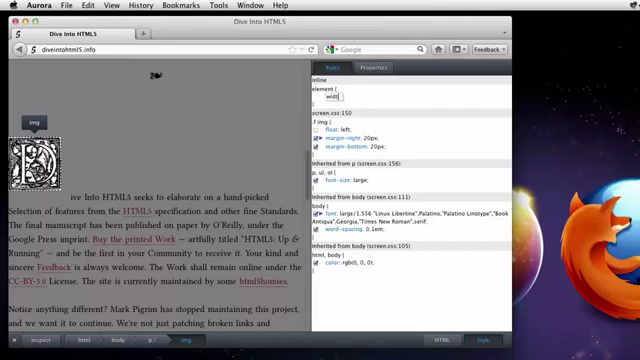 Aurora File Edit View History Bookmarks Tools Window Help
Dive Into HTML5
Dive Into HTML5
diveintohtml5.info
Google
Feedback
Rules Properties
inline
element {
widt
}
screen.css:150
.f img {
float: left;
margin-right: 20px;
margin-bottom: 20px;
}
Inherited from p (screen.css:156)
p, ul, ol {
font-size: large;
}
Inherited from body (screen.css:111)
body {
font: large/1.556 "Linux Libertine",Palatino,"Palatino Linotype","Book
Antiqua",Georgia,"Times New Roman",serif;
word-spacing: 0.1em;
}
Inherited from body (screen.css:105)
html, body {
color: rgb(0, 0, 0);
}
img
D
ive Into HTML5 seeks to elaborate on a hand-picked
Selection of features from the HTML5 specification and other fine Standards.
The final manuscript has been published on paper by O'Reilly, under the
Google Press imprint. Buy the printed Work — artfully titled "HTML5: Up &
Running" — and be the first in your Community to receive it. Your kind and
sincere Feedback is always welcome. The Work shall remain online under the
CC-BY-3.0 License. The site is currently maintained by some html5homies.
Notice anything different? Mark Pilgrim has stopped maintaining this project,
and we want it to continue. We're not just patching broken links and
Inspect html body p.f img HTML Style